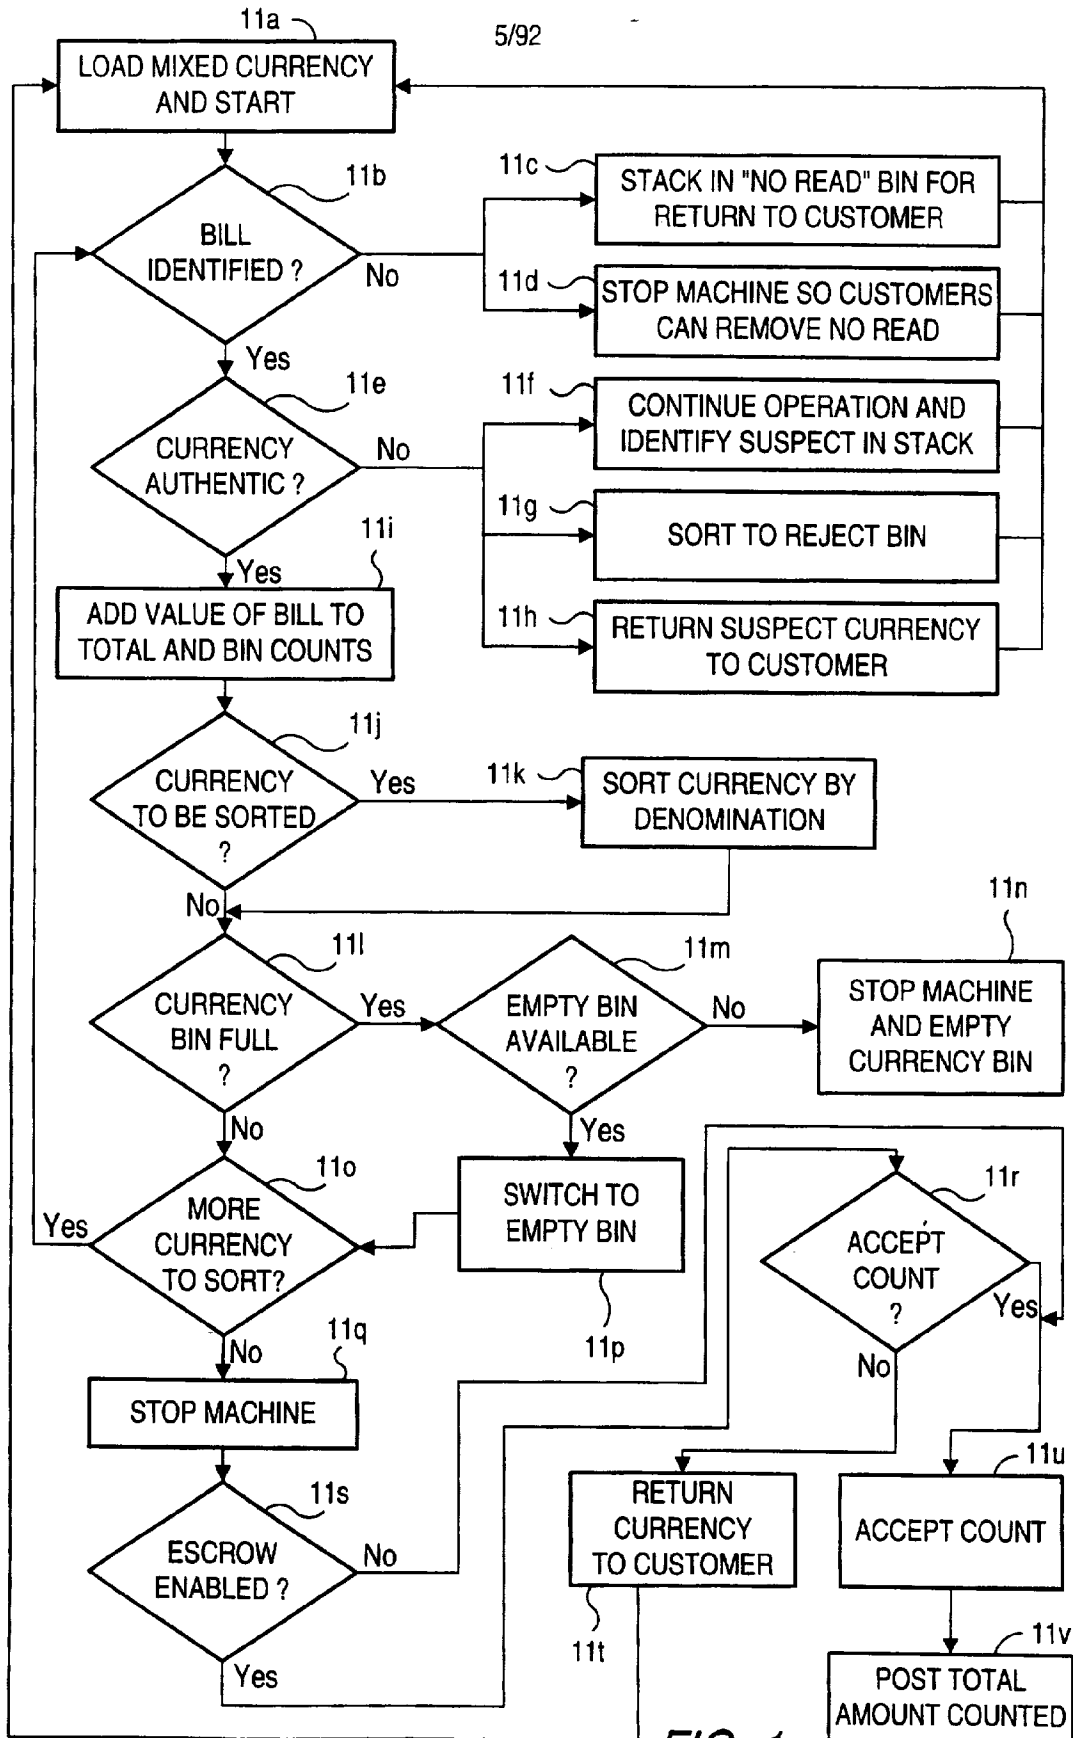 11a
5/92
LOAD MIXED CURRENCY
AND START
11b
BILL
IDENTIFIED ?
No
Yes
11c
STACK IN "NO READ" BIN FOR
RETURN TO CUSTOMER
11d
STOP MACHINE SO CUSTOMERS
CAN REMOVE NO READ
11e
CURRENCY
AUTHENTIC ?
No
Yes
11f
CONTINUE OPERATION AND
IDENTIFY SUSPECT IN STACK
11g
SORT TO REJECT BIN
11h
RETURN SUSPECT CURRENCY
TO CUSTOMER
11i
ADD VALUE OF BILL TO
TOTAL AND BIN COUNTS
11j
CURRENCY
TO BE SORTED
?
Yes
No
11k
SORT CURRENCY BY
DENOMINATION
11l
CURRENCY
BIN FULL
?
Yes
No
11m
EMPTY BIN
AVAILABLE
?
No
Yes
11n
STOP MACHINE
AND EMPTY
CURRENCY BIN
11o
MORE
CURRENCY
TO SORT?
Yes
No
SWITCH TO
EMPTY BIN
11p
11r
ACCEPT
COUNT
?
Yes
No
11q
STOP MACHINE
11s
ESCROW
ENABLED ?
No
Yes
RETURN
CURRENCY
TO CUSTOMER
11t
11u
ACCEPT COUNT
11v
POST TOTAL
AMOUNT COUNTED